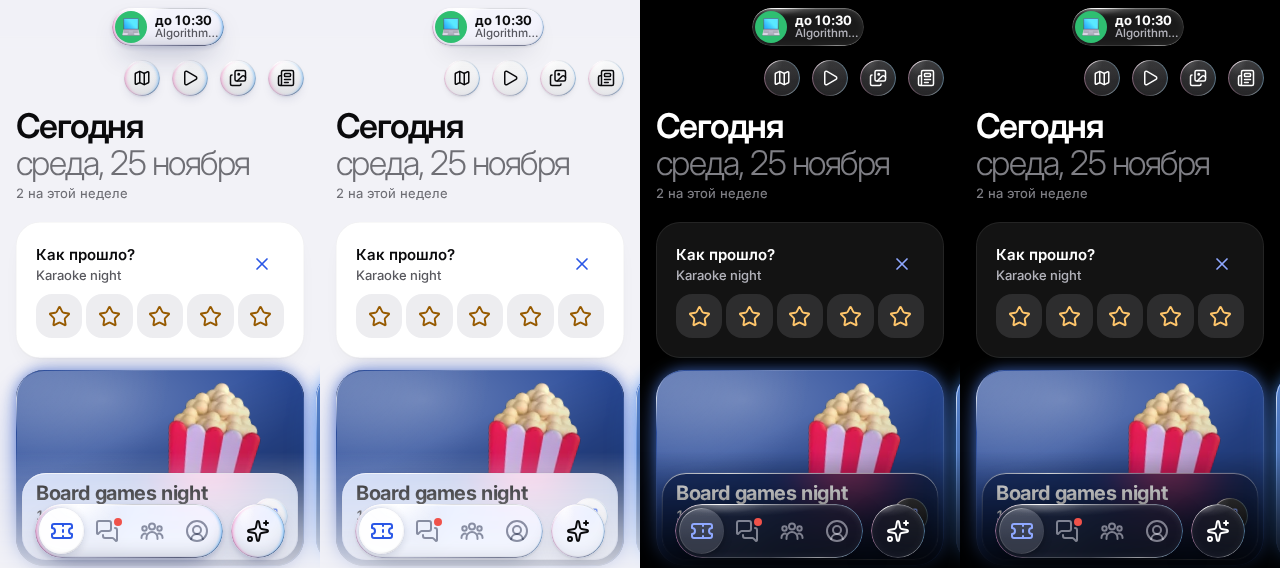 до 10:30
Algorithm...
Сегодня
среда, 25 ноября
2 на этой неделе
Как прошло?
Karaoke night
Board games night
до 10:30
Algorithm...
Сегодня
среда, 25 ноября
2 на этой неделе
Как прошло?
Karaoke night
Board games night
до 10:30
Algorithm...
Сегодня
среда, 25 ноября
2 на этой неделе
Как прошло?
Karaoke night
Board games night
до 10:30
Algorithm...
Сегодня
среда, 25 ноября
2 на этой неделе
Как прошло?
Karaoke night
Board games night